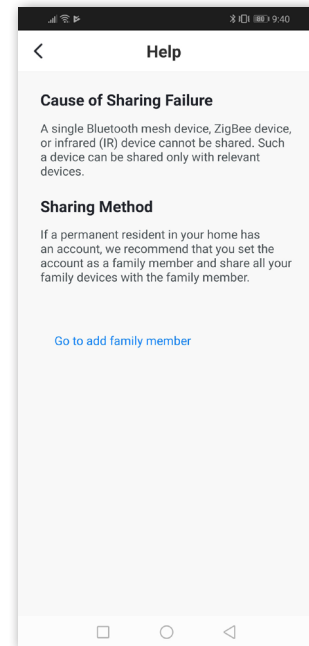 9:40
Help
Cause of Sharing Failure
A single Bluetooth mesh device, ZigBee device,
or infrared (IR) device cannot be shared. Such
a device can be shared only with relevant
devices.
Sharing Method
If a permanent resident in your home has
an account, we recommend that you set the
account as a family member and share all your
family devices with the family member.
Go to add family member